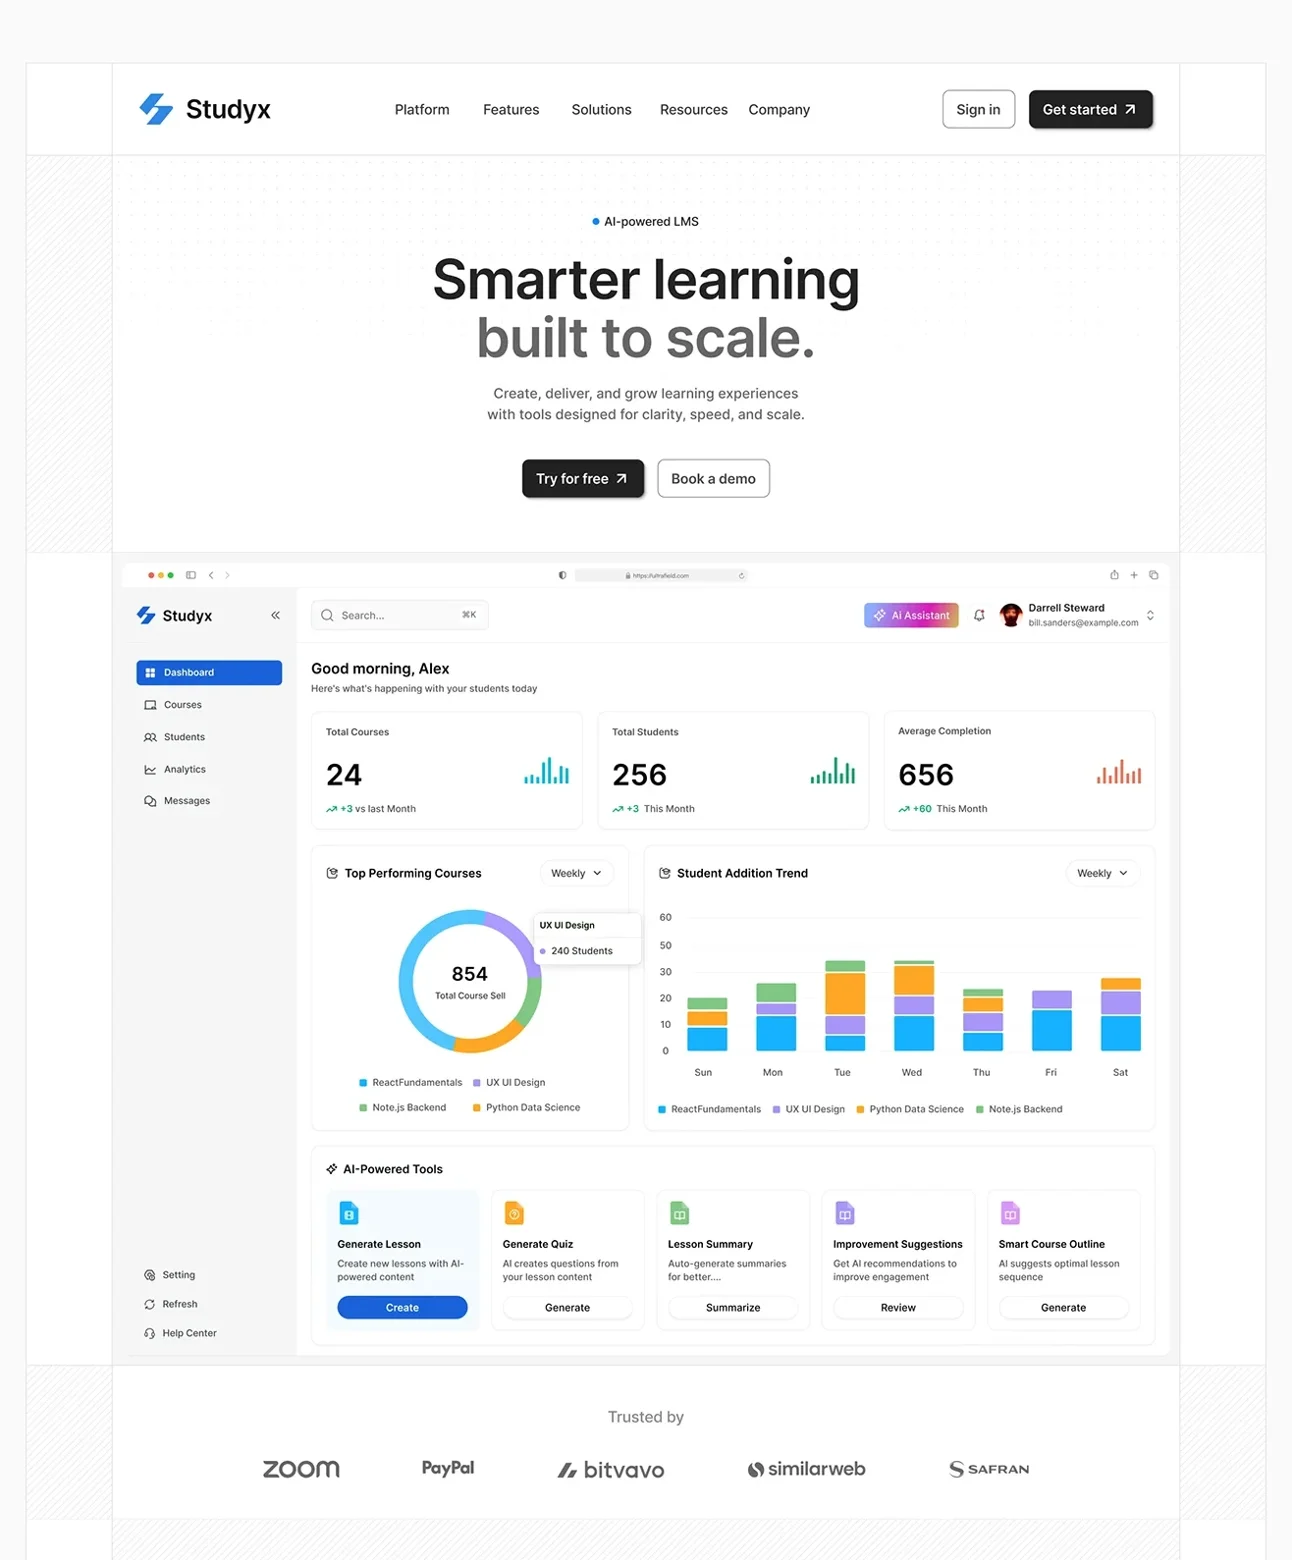 Studyx
Platform
Features
Solutions
Resources
Company
Sign in
Get started
AI-powered LMS
Smarter learning
built to scale.
Create, deliver, and grow learning experiences
with tools designed for clarity, speed, and scale.
Try for free
Book a demo
https://ultrafield.com
Studyx
Search...
⌘K
Ai Assistant
Darrell Steward
bill.sanders@example.com
Dashboard
Courses
Students
Analytics
Messages
Setting
Refresh
Help Center
Good morning, Alex
Here's what's happening with your students today
Total Courses
24
+3 vs last Month
Total Students
256
+3 This Month
Average Completion
656
+60 This Month
Top Performing Courses
Weekly
854
Total Course Sell
UX UI Design
240 Students
ReactFundamentals
UX UI Design
Note.js Backend
Python Data Science
Student Addition Trend
Weekly
60
50
30
20
10
0
Sun
Mon
Tue
Wed
Thu
Fri
Sat
ReactFundamentals
UX UI Design
Python Data Science
Note.js Backend
AI-Powered Tools
Generate Lesson
Create new lessons with AI-
powered content
Create
Generate Quiz
AI creates questions from
your lesson content
Generate
Lesson Summary
Auto-generate summaries
for better....
Summarize
Improvement Suggestions
Get AI recommendations to
improve engagement
Review
Smart Course Outline
AI suggests optimal lesson
sequence
Generate
Trusted by
zoom
PayPal
bitvavo
similarweb
SAFRAN